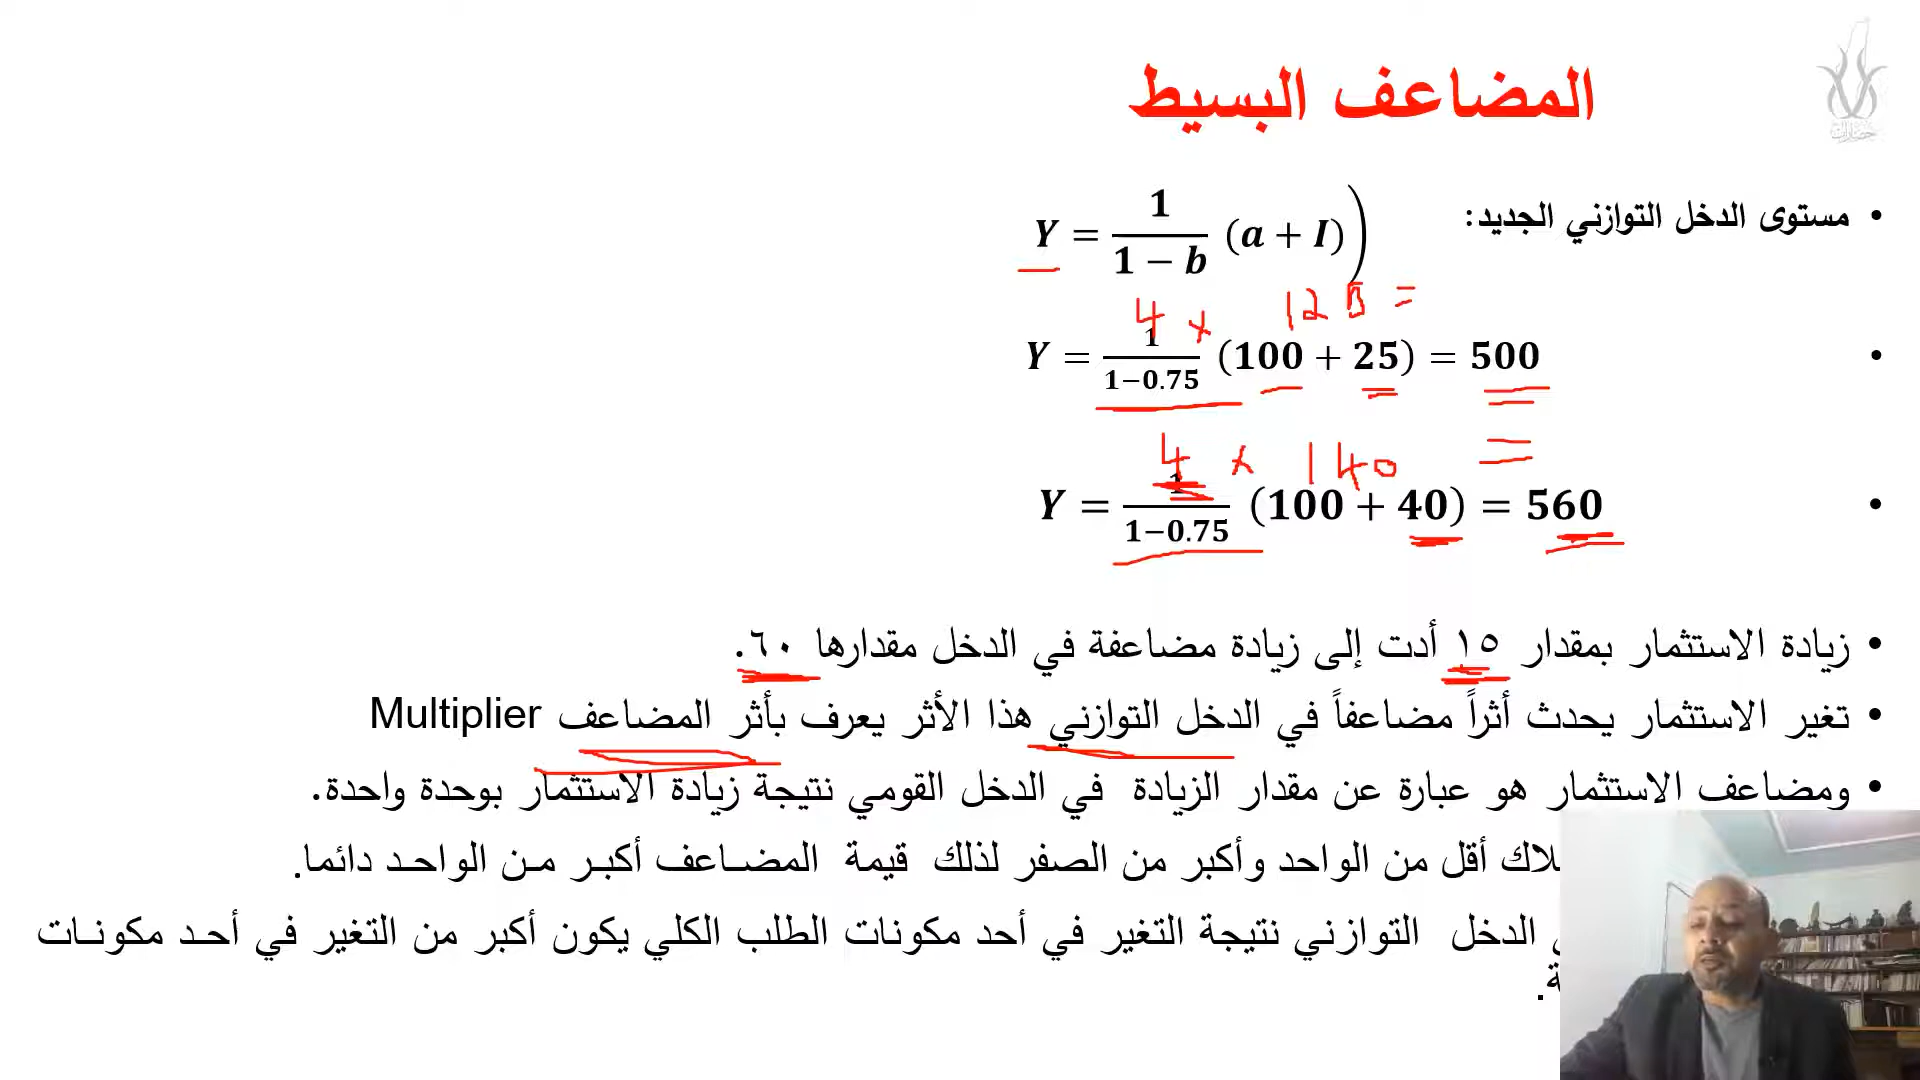 المضاعف البسيط
حضارات
• مستوى الدخل التوازني الجديد: Y = 1/(1 − b) (a + I))
4 × 125 =
• Y = 1/(1−0.75) (100 + 25) = 500
4 × 140 =
• Y = 1/(1−0.75) (100 + 40) = 560
• زيادة الاستثمار بمقدار ١٥ أدت إلى زيادة مضاعفة في الدخل مقدارها ٦٠.
• تغير الاستثمار يحدث أثراً مضاعفاً في الدخل التوازني هذا الأثر يعرف بأثر المضاعف Multiplier
• ومضاعف الاستثمار هو عبارة عن مقدار الزيادة في الدخل القومي نتيجة زيادة الاستثمار بوحدة واحدة.
أقل من الواحد وأكبر من الصفر لذلك قيمة المضاعف أكبر من الواحد دائما.
الدخل التوازني نتيجة التغير في أحد مكونات الطلب الكلي يكون أكبر من التغير في أحد مكونات